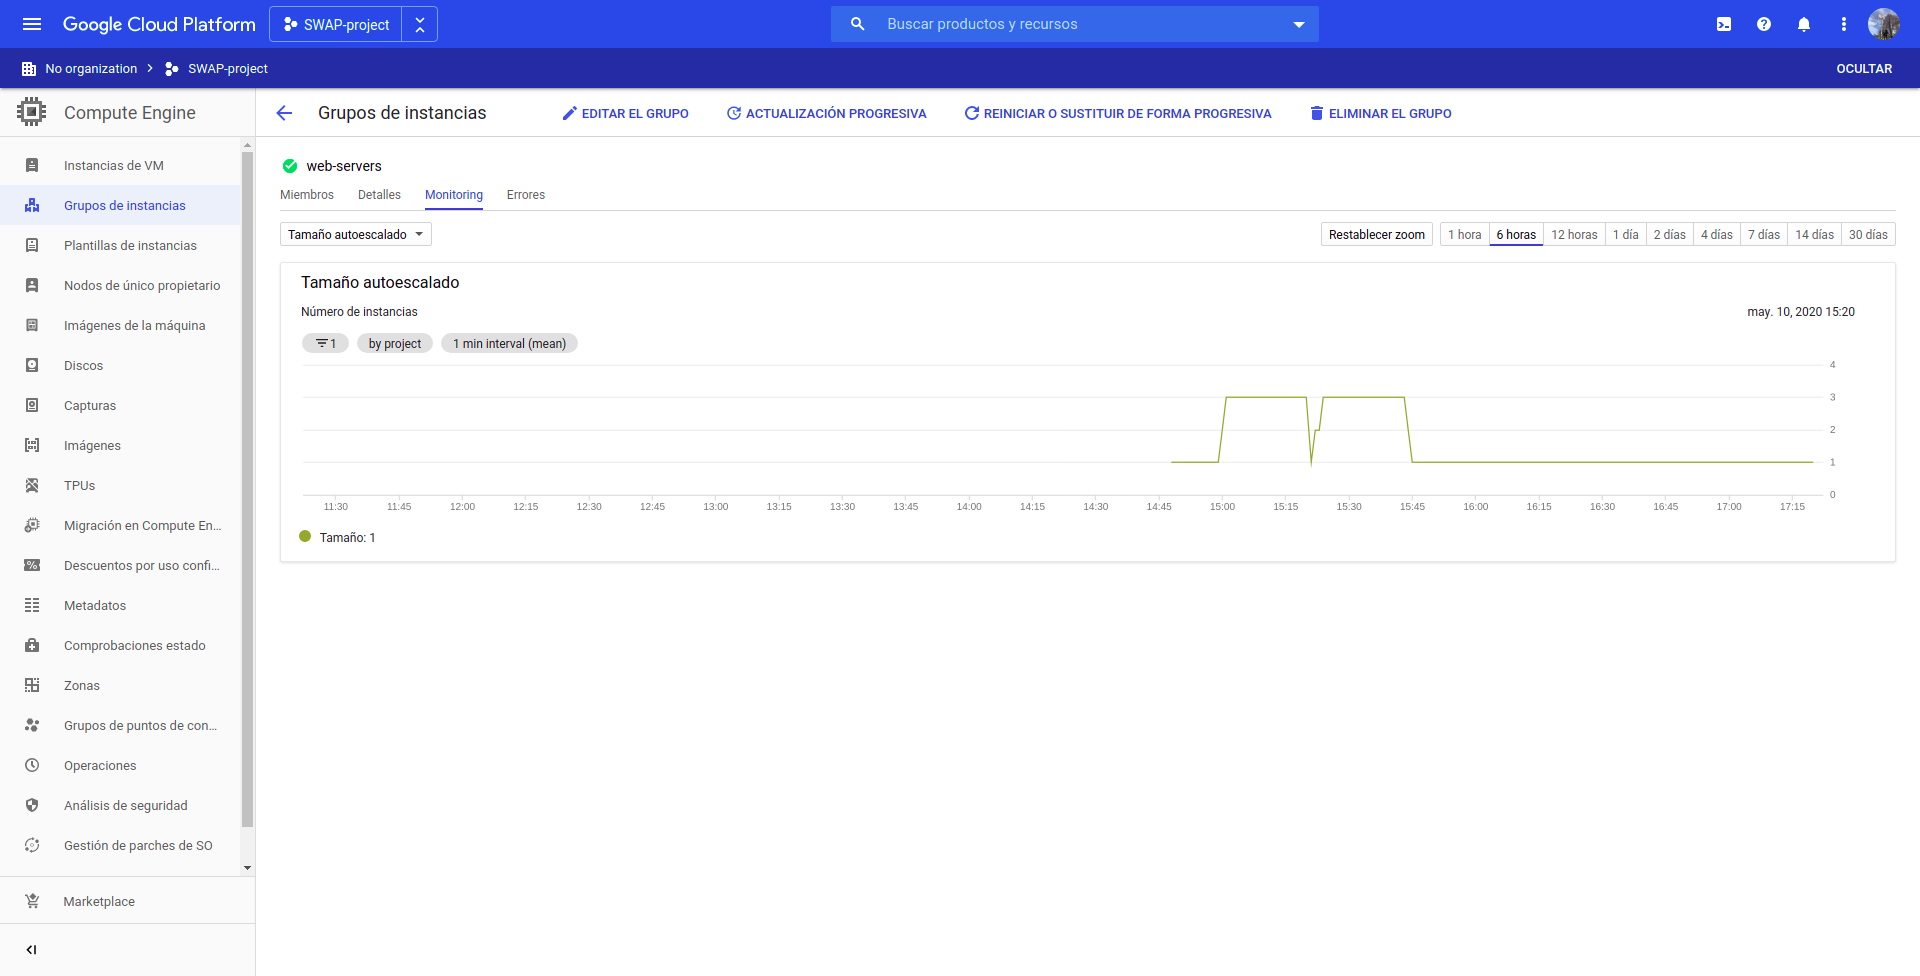 Google Cloud Platform
SWAP-project
Buscar productos y recursos
No organization
SWAP-project
OCULTAR
Compute Engine
Grupos de instancias
EDITAR EL GRUPO
ACTUALIZACIÓN PROGRESIVA
REINICIAR O SUSTITUIR DE FORMA PROGRESIVA
ELIMINAR EL GRUPO
Instancias de VM
Grupos de instancias
Plantillas de instancias
Nodos de único propietario
Imágenes de la máquina
Discos
Capturas
Imágenes
TPUs
Migración en Compute En...
Descuentos por uso confi...
Metadatos
Comprobaciones estado
Zonas
Grupos de puntos de con...
Operaciones
Análisis de seguridad
Gestión de parches de SO
Marketplace
web-servers
Miembros Detalles Monitoring Errores
Tamaño autoescalado
Restablecer zoom 1 hora 6 horas 12 horas 1 día 2 días 4 días 7 días 14 días 30 días
Tamaño autoescalado
Número de instancias
may. 10, 2020 15:20
1 by project 1 min interval (mean)
4
3
2
1
0
11:30 11:45 12:00 12:15 12:30 12:45 13:00 13:15 13:30 13:45 14:00 14:15 14:30 14:45 15:00 15:15 15:30 15:45 16:00 16:15 16:30 16:45 17:00 17:15
Tamaño: 1